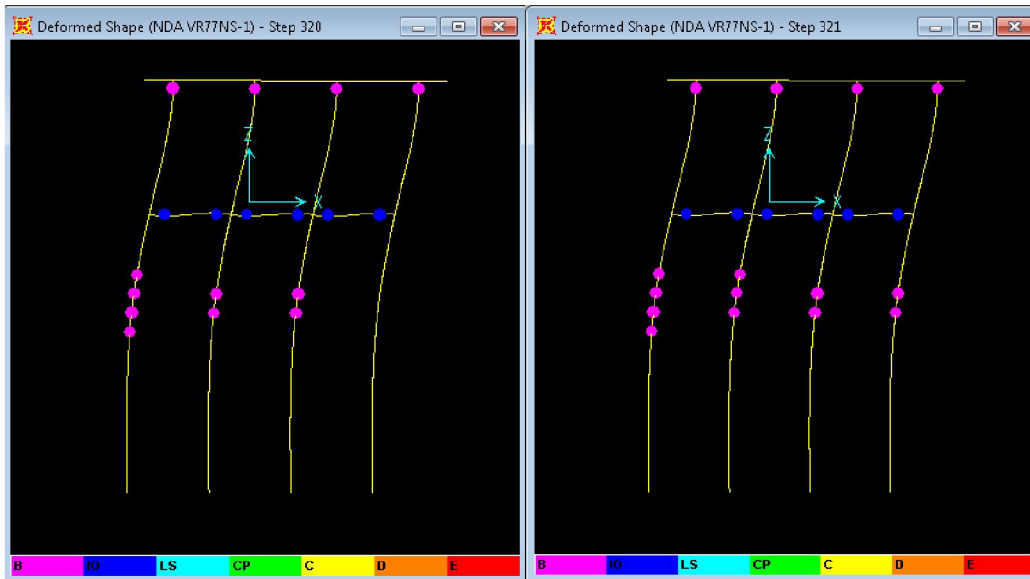 Deformed Shape (NDA VR77NS-1) - Step 320
Z
X
B IO LS CP C D E
Deformed Shape (NDA VR77NS-1) - Step 321
Z
X
B IO LS CP C D E